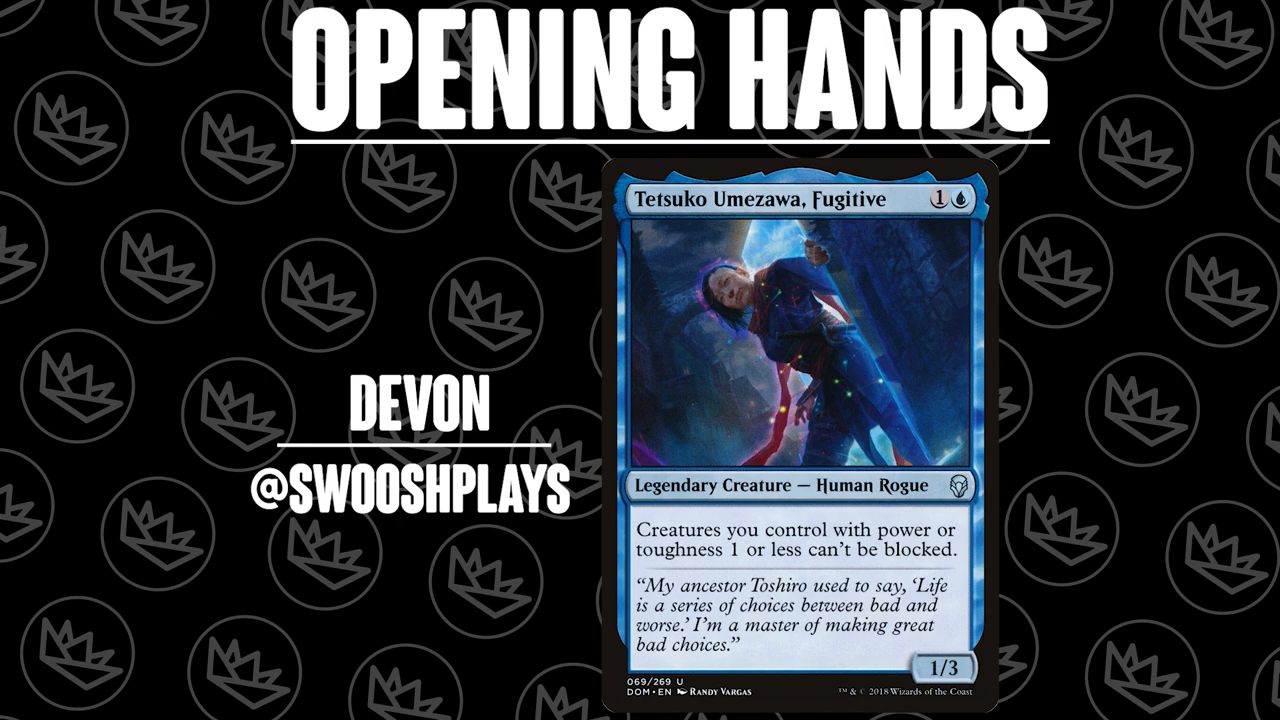 OPENING HANDS
DEVON
@SWOOSHPLAYS
Tetsuko Umezawa, Fugitive 1
Legendary Creature — Human Rogue
Creatures you control with power or
toughness 1 or less can't be blocked.
"My ancestor Toshiro used to say, 'Life
is a series of choices between bad and
worse.' I'm a master of making great
bad choices."
1/3
069/269 U
DOM • EN Randy Vargas
™ & © 2018 Wizards of the Coast